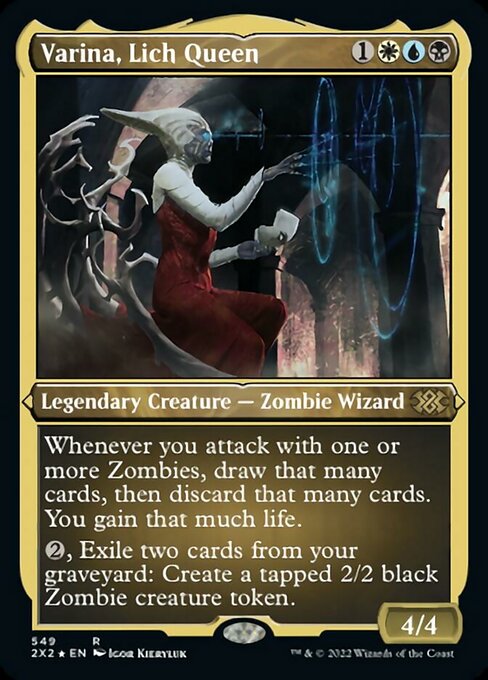 Varina, Lich Queen 1
Legendary Creature — Zombie Wizard
Whenever you attack with one or
more Zombies, draw that many
cards, then discard that many cards.
You gain that much life.
2, Exile two cards from your
graveyard: Create a tapped 2/2 black
Zombie creature token.
4/4
549 R
2X2 ★ EN Igor Kieryluk
™ & © 2022 Wizards of the Coast